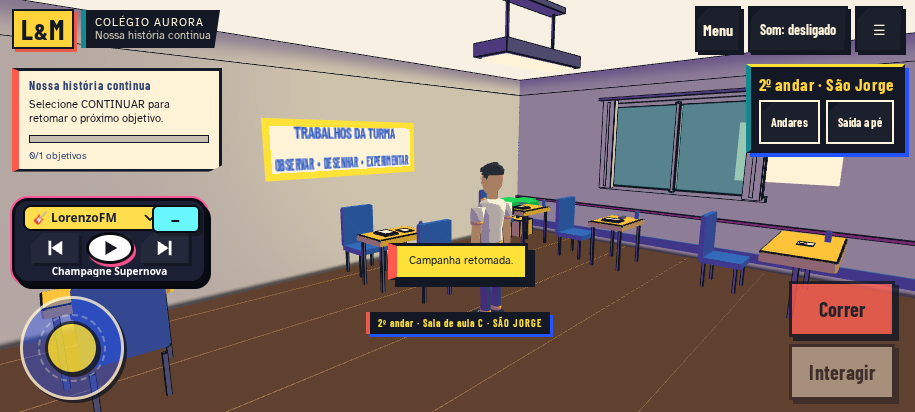 L&M
COLÉGIO AURORA
Nossa história continua
Menu
Som: desligado
☰
Nossa história continua
Selecione CONTINUAR para
retomar o próximo objetivo.
0/1 objetivos
2º andar · São Jorge
Andares
Saída a pé
TRABALHOS DA TURMA
OBSERVAR • DESENHAR • EXPERIMENTAR
🎸 LorenzoFM
–
Champagne Supernova
Campanha retomada.
2º andar · Sala de aula C · SÃO JORGE
Correr
Interagir